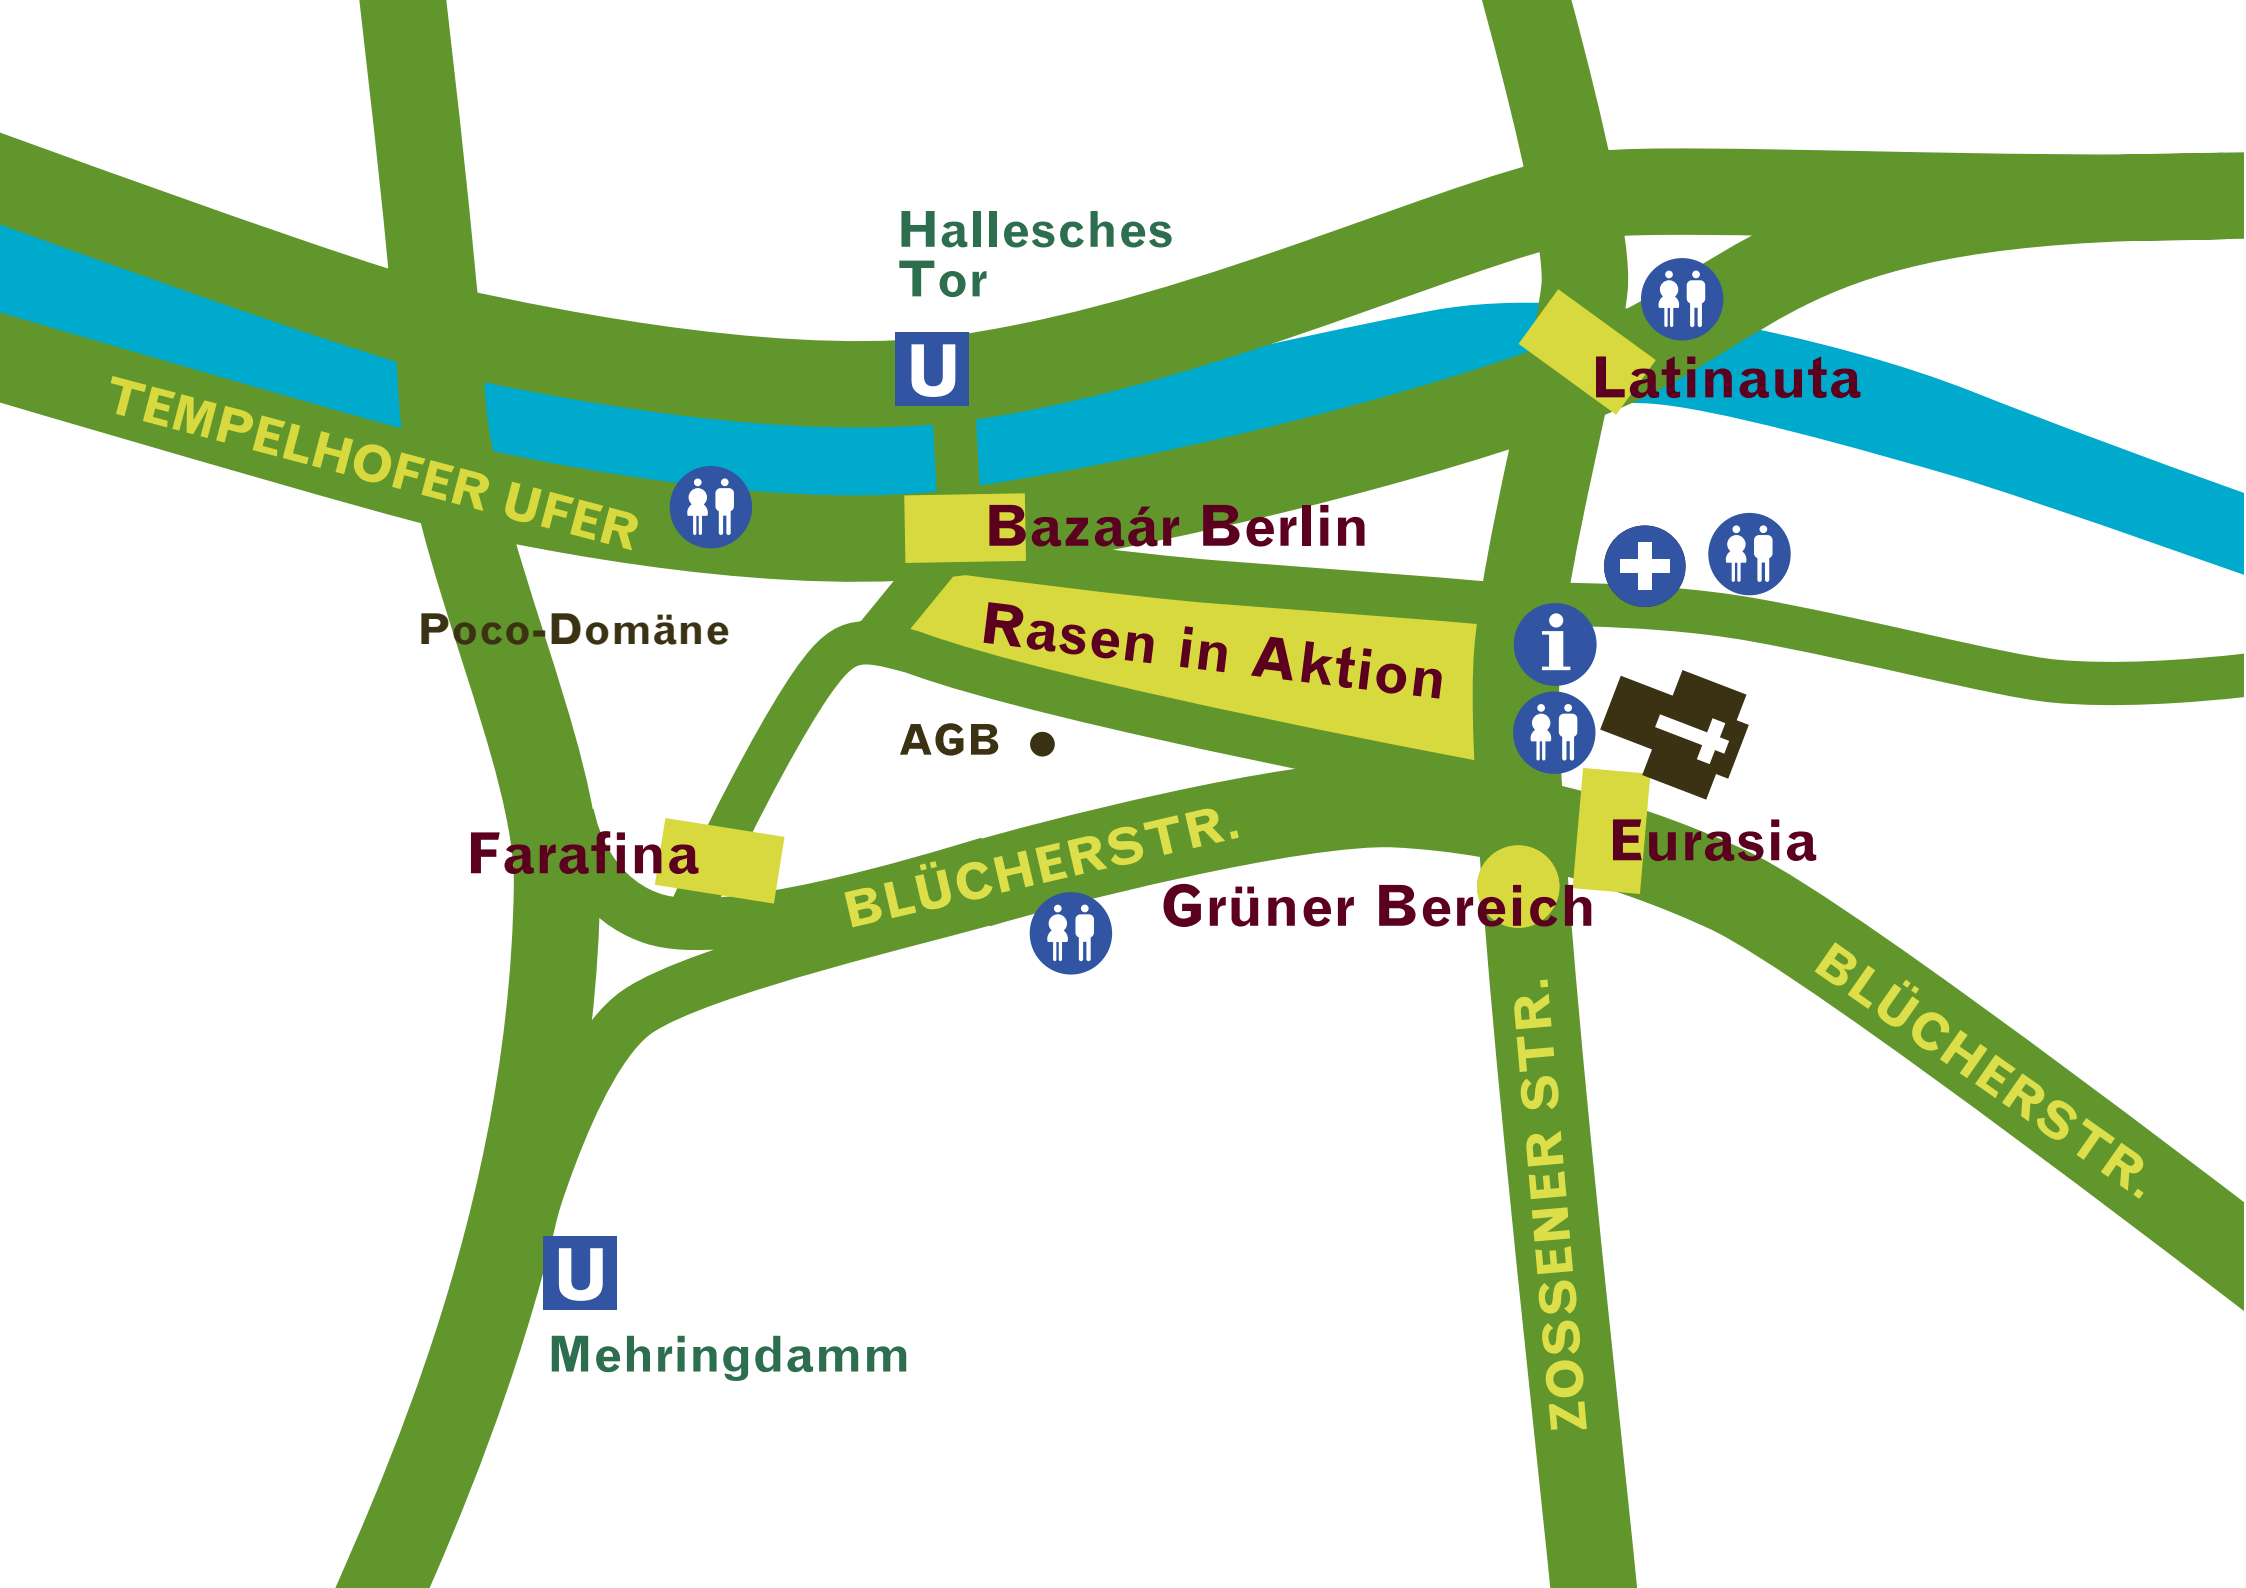 Hallesches
Tor
U
Latinauta
TEMPELHOFER UFER
Bazaár Berlin
i
Poco-Domäne
Rasen in Aktion
AGB
Farafina
BLÜCHERSTR.
Eurasia
Grüner Bereich
BLÜCHERSTR.
ZOSSENER STR.
U
Mehringdamm